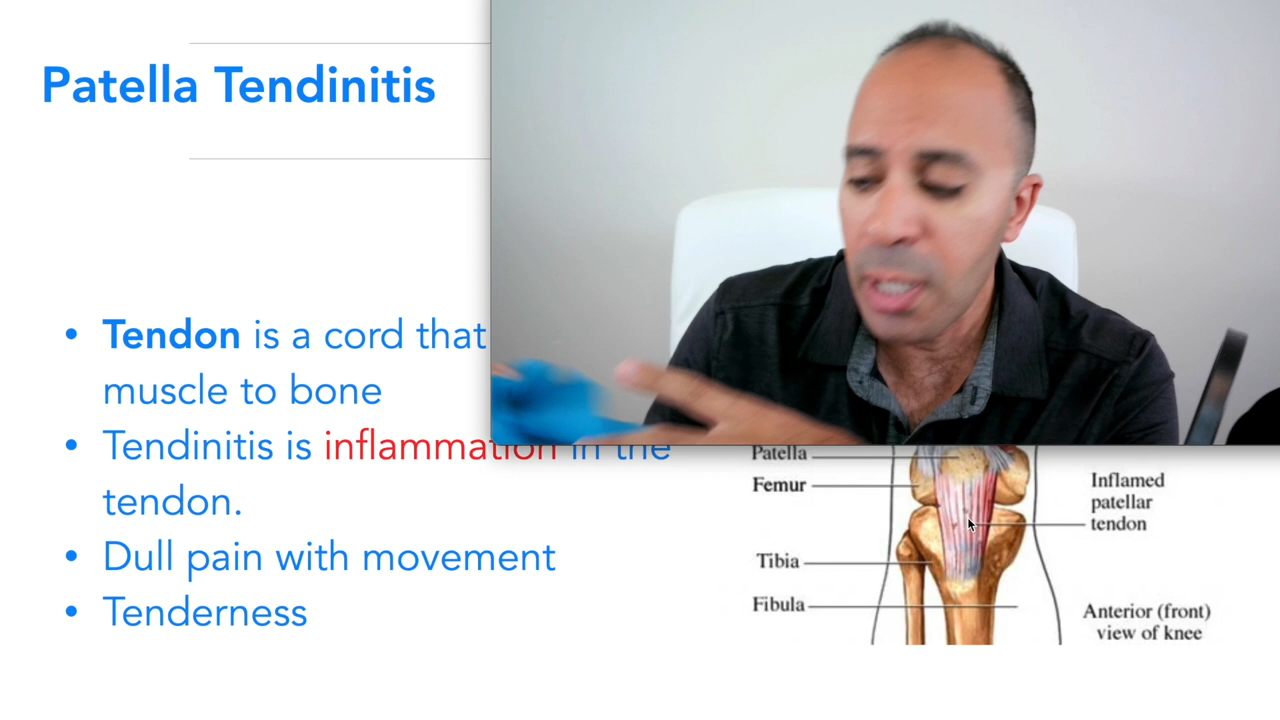 Patella Tendinitis
• Tendon is a cord that
muscle to bone
• Tendinitis is inflammation in the
tendon.
• Dull pain with movement
• Tenderness
Patella
Femur
Tibia
Fibula
Inflamed
patellar
tendon
Anterior (front)
view of knee